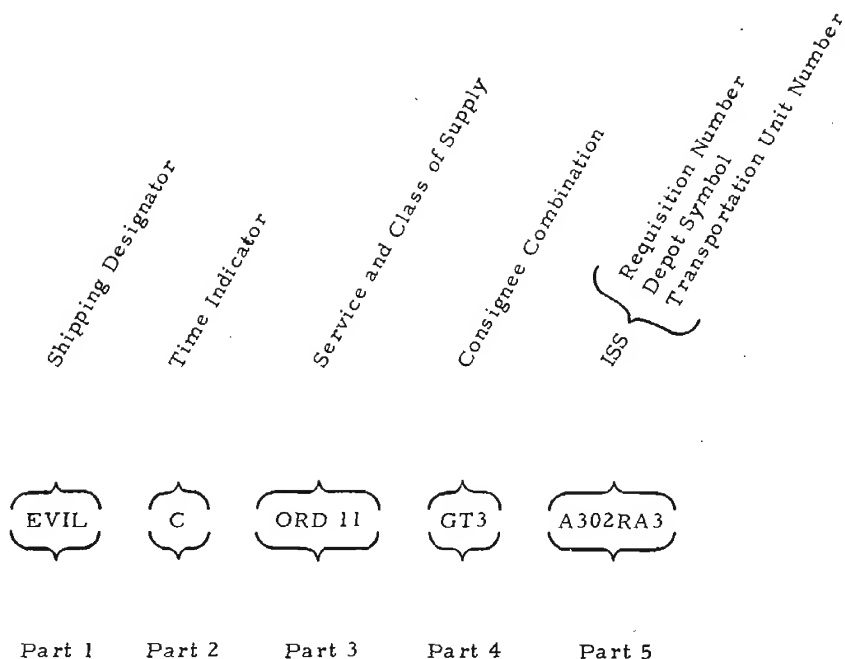 Shipping Designator
Time Indicator
Service and Class of Supply
Consignee Combination
ISS
Requisition Number
Depot Symbol
Transportation Unit Number
EVIL
C
ORD 11
GT3
A302RA3
Part 1
Part 2
Part 3
Part 4
Part 5